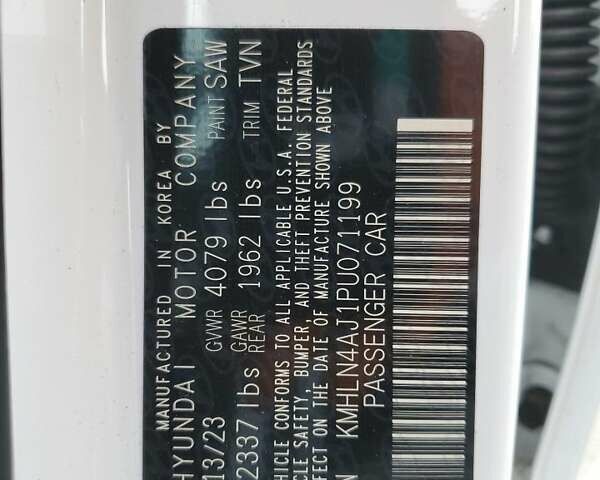 MANUFACTURED IN KOREA BY
HYUNDAI MOTOR COMPANY
13/23 GVWR 4079 lbs PAINT SAW
2337 lbs GAWR REAR 1962 lbs TRIM TVN
CONFORMS TO ALL APPLICABLE U.S.A. FEDERAL
SAFETY, BUMPER, AND THEFT PREVENTION STANDARDS
ON THE DATE OF MANUFACTURE SHOWN ABOVE
KMHLN4AJ1PU071199
PASSENGER CAR